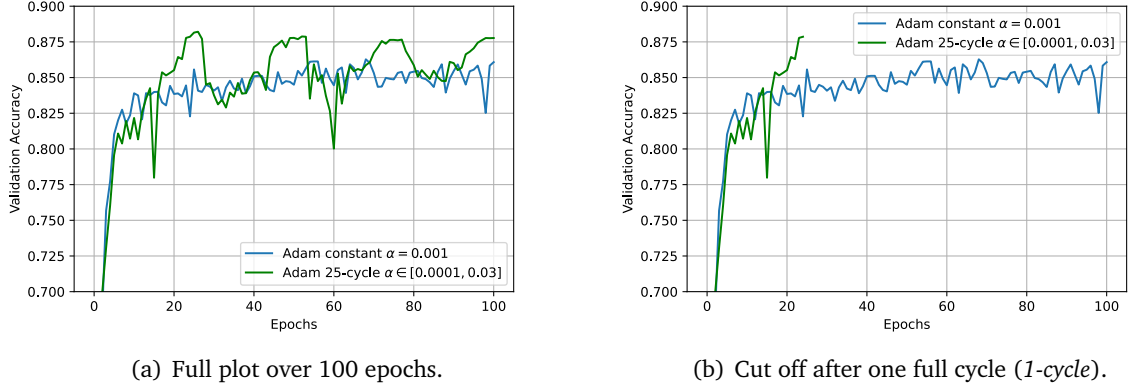 0.900
0.875
0.850
0.825
0.800
0.775
0.750
0.725
0.700
Validation Accuracy
Adam constant α = 0.001
Adam 25-cycle α ∈ [0.0001, 0.03]
0 20 40 60 80 100
Epochs
(a) Full plot over 100 epochs.
0.900
0.875
0.850
0.825
0.800
0.775
0.750
0.725
0.700
Validation Accuracy
Adam constant α = 0.001
Adam 25-cycle α ∈ [0.0001, 0.03]
0 20 40 60 80 100
Epochs
(b) Cut off after one full cycle (1-cycle).